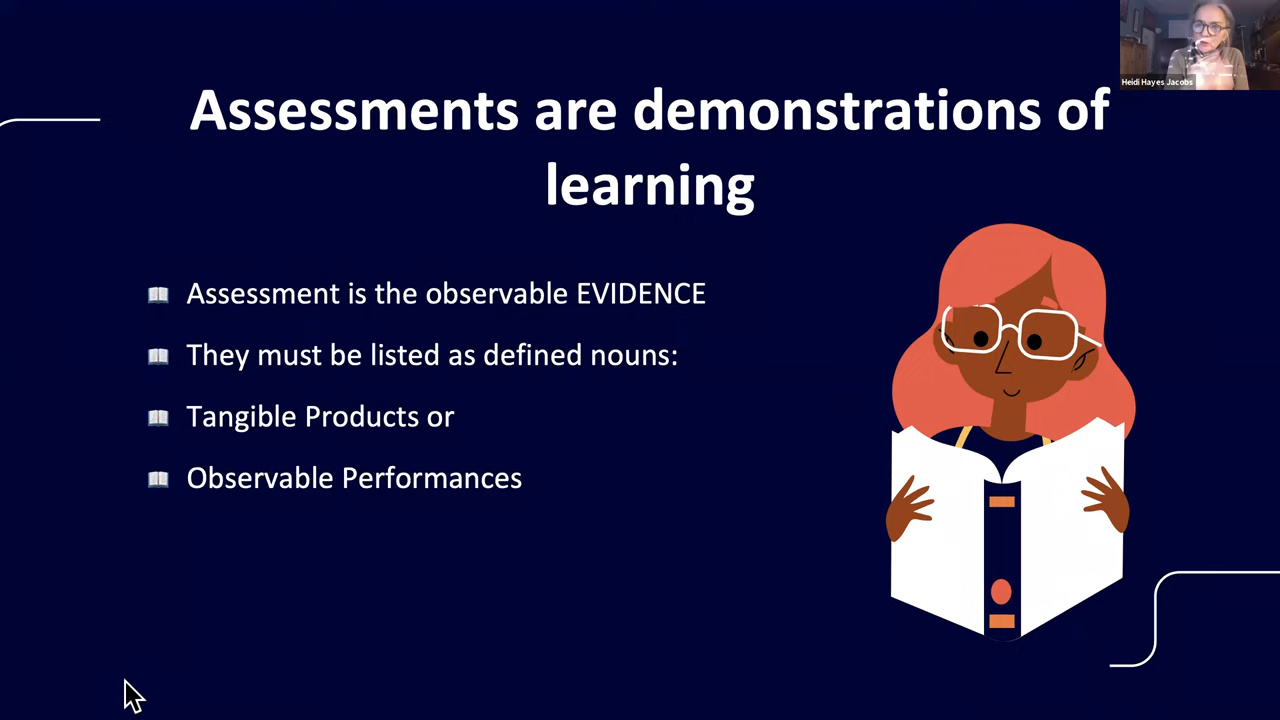 Heidi Hayes Jacobs
Assessments are demonstrations of
learning
Assessment is the observable EVIDENCE
They must be listed as defined nouns:
Tangible Products or
Observable Performances